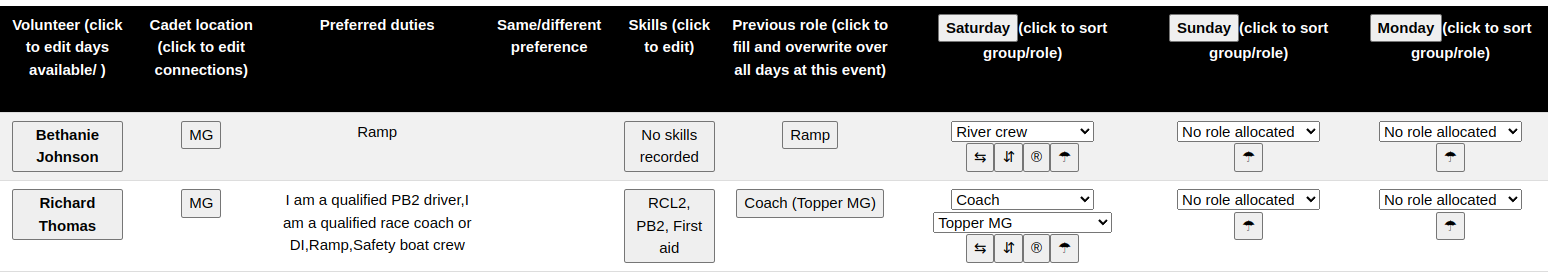 Volunteer (click to edit days available/ )
Cadet location (click to edit connections)
Preferred duties
Same/different preference
Skills (click to edit)
Previous role (click to fill and overwrite over all days at this event)
Saturday (click to sort group/role)
Sunday (click to sort group/role)
Monday (click to sort group/role)
Bethanie Johnson
MG
Ramp
No skills recorded
Ramp
River crew
⇆ ⇵ ® ☂
No role allocated
☂
No role allocated
☂
Richard Thomas
MG
I am a qualified PB2 driver,I am a qualified race coach or DI,Ramp,Safety boat crew
RCL2, PB2, First aid
Coach (Topper MG)
Coach
Topper MG
⇆ ⇵ ® ☂
No role allocated
☂
No role allocated
☂